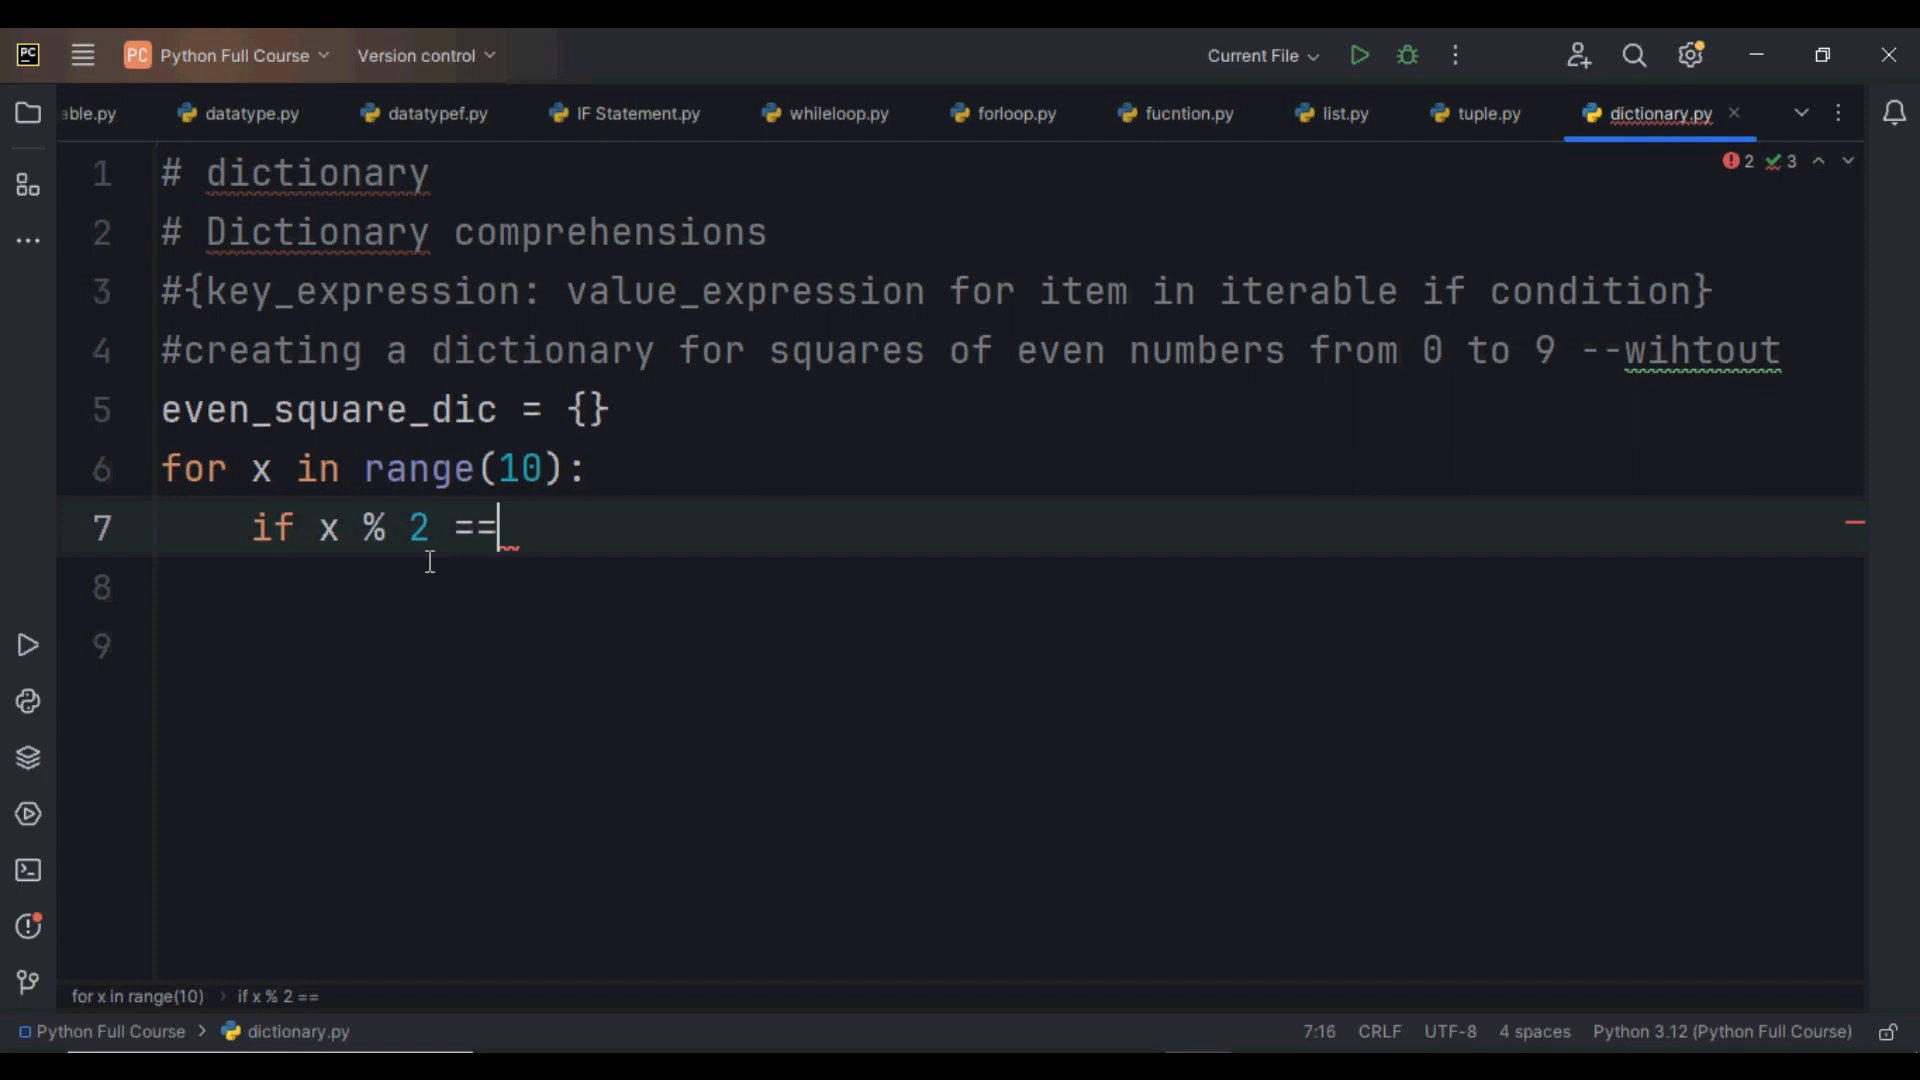 PC PC Python Full Course Version control Current File
able.py datatype.py datatypef.py IF Statement.py whileloop.py forloop.py fucntion.py list.py tuple.py dictionary.py
2 3
1 # dictionary
2 # Dictionary comprehensions
3 #{key_expression: value_expression for item in iterable if condition}
4 #creating a dictionary for squares of even numbers from 0 to 9 --wihtout
5 even_square_dic = {}
6 for x in range(10):
7 if x % 2 ==
8
9
for x in range(10) › if x % 2 ==
Python Full Course > dictionary.py 7:16 CRLF UTF-8 4 spaces Python 3.12 (Python Full Course)